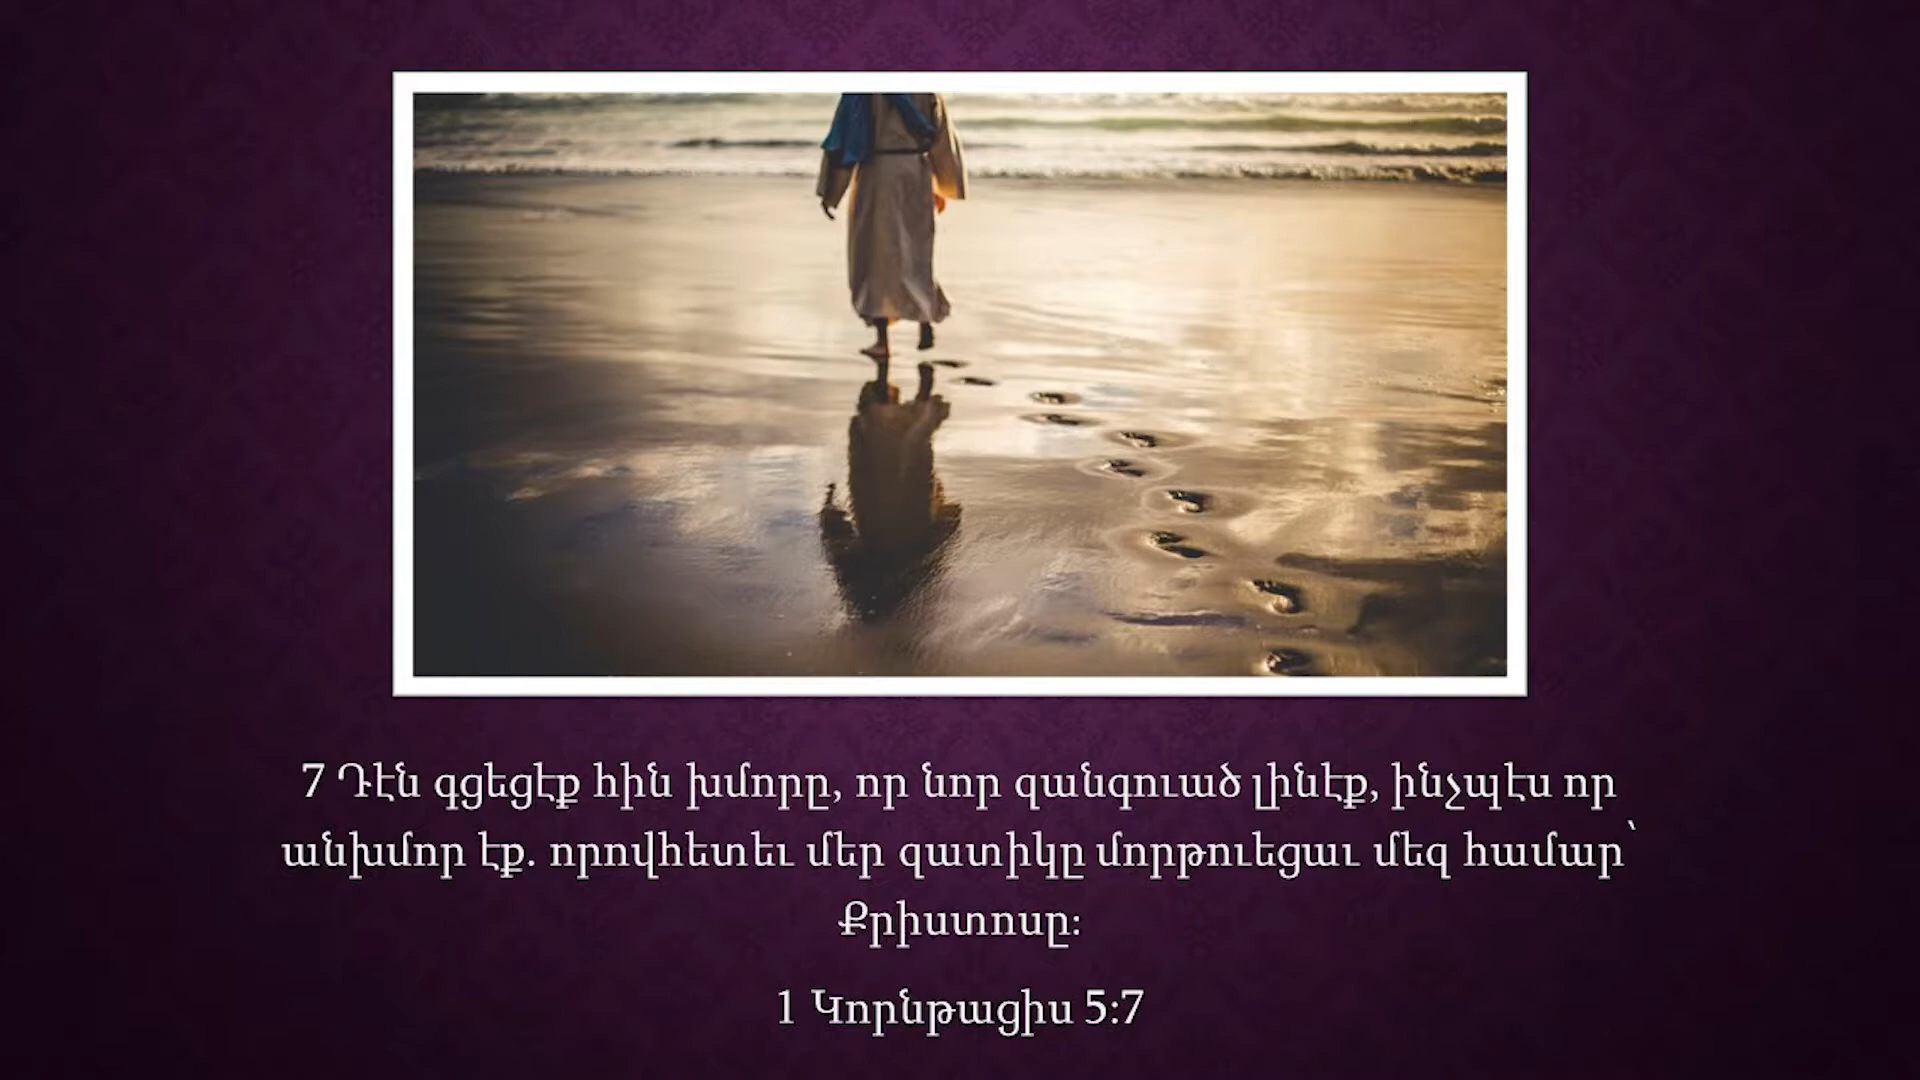 7 Դէն գցեցէք հին խմորը, որ նոր զանգուած լինէք, ինչպէս որ
անխմոր էք. որովհետեւ մեր զատիկը մորթուեցաւ մեզ համար՝
Քրիստոսը։
1 Կորնթացիս 5:7